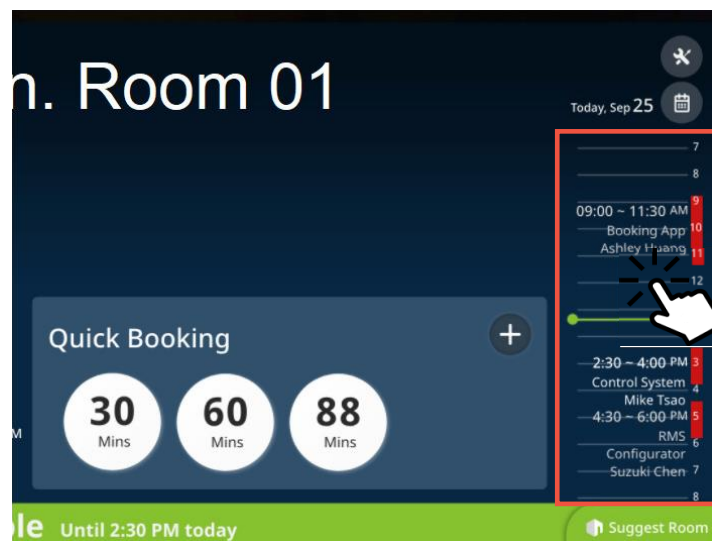 n. Room 01
Today, Sep 25
7
8
9
09:00 ~ 11:30 AM
Booking App 10
Ashley Huang 11
12
Quick Booking
+
30
Mins
60
Mins
88
Mins
2:30 ~ 4:00 PM 3
Control System
4
Mike Tsao
4:30 ~ 6:00 PM 5
RMS
6
Configurator
Suzuki Chen 7
8
M
le Until 2:30 PM today
Suggest Room